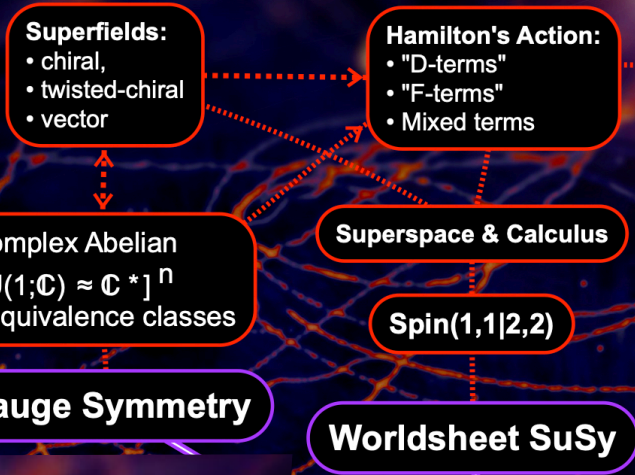 Superfields:
• chiral,
• twisted-chiral
• vector
Hamilton's Action:
• "D-terms"
• "F-terms"
• Mixed terms
omplex Abelian
(1;ℂ) ≈ ℂ *] n
quivalence classes
Superspace & Calculus
Spin(1,1|2,2)
auge Symmetry
Worldsheet SuSy